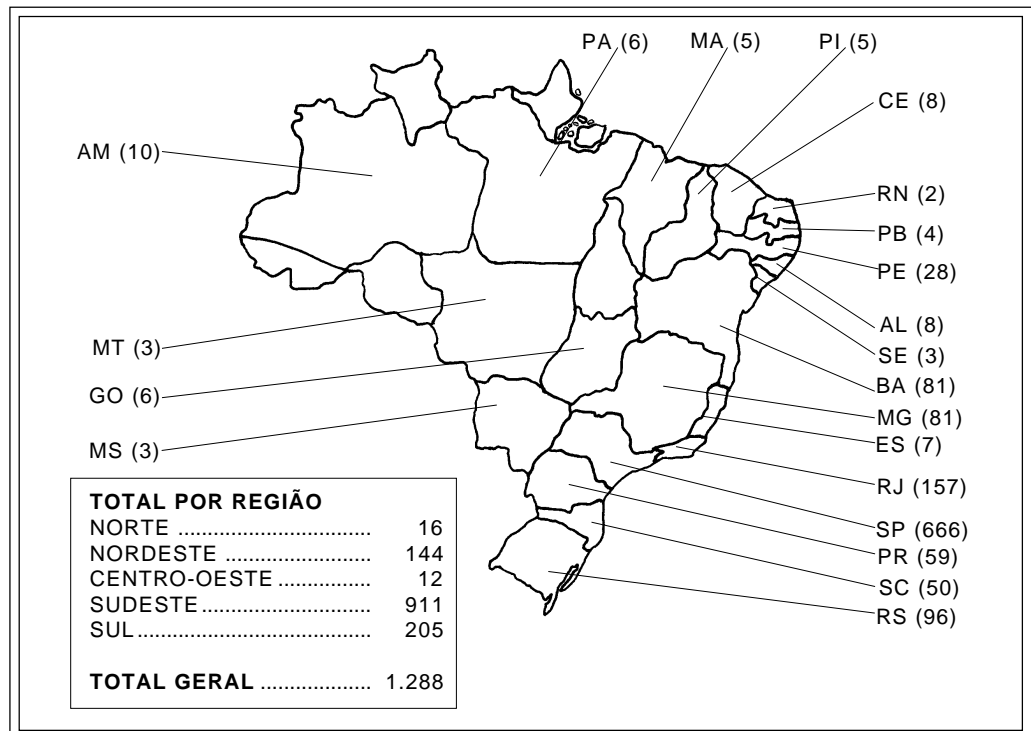 PA (6)
MA (5)
PI (5)
CE (8)
AM (10)
RN (2)
PB (4)
PE (28)
AL (8)
MT (3)
SE (3)
BA (81)
GO (6)
MG (81)
ES (7)
MS (3)
RJ (157)
SP (666)
PR (59)
SC (50)
RS (96)
TOTAL POR REGIÃO
NORTE .................................. 16
NORDESTE ......................... 144
CENTRO-OESTE ................ 12
SUDESTE ............................. 911
SUL ........................................ 205
TOTAL GERAL ................... 1.288